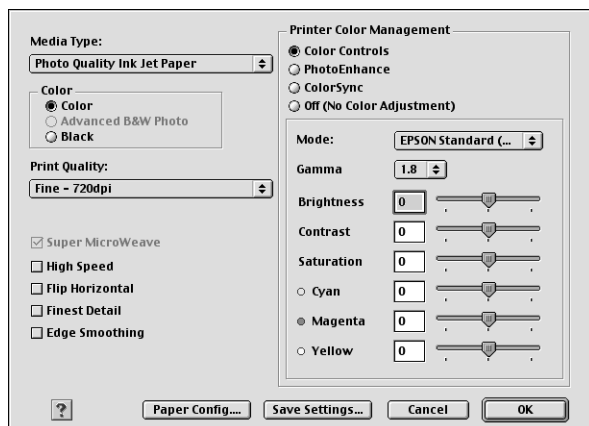 Media Type:
Photo Quality Ink Jet Paper
Color
Color
Advanced B&W Photo
Black
Print Quality:
Fine - 720dpi
Super MicroWeave
High Speed
Flip Horizontal
Finest Detail
Edge Smoothing
Printer Color Management
Color Controls
PhotoEnhance
ColorSync
Off (No Color Adjustment)
Mode: EPSON Standard (...
Gamma 1.8
Brightness 0
Contrast 0
Saturation 0
Cyan 0
Magenta 0
Yellow 0
? Paper Config.... Save Settings... Cancel OK